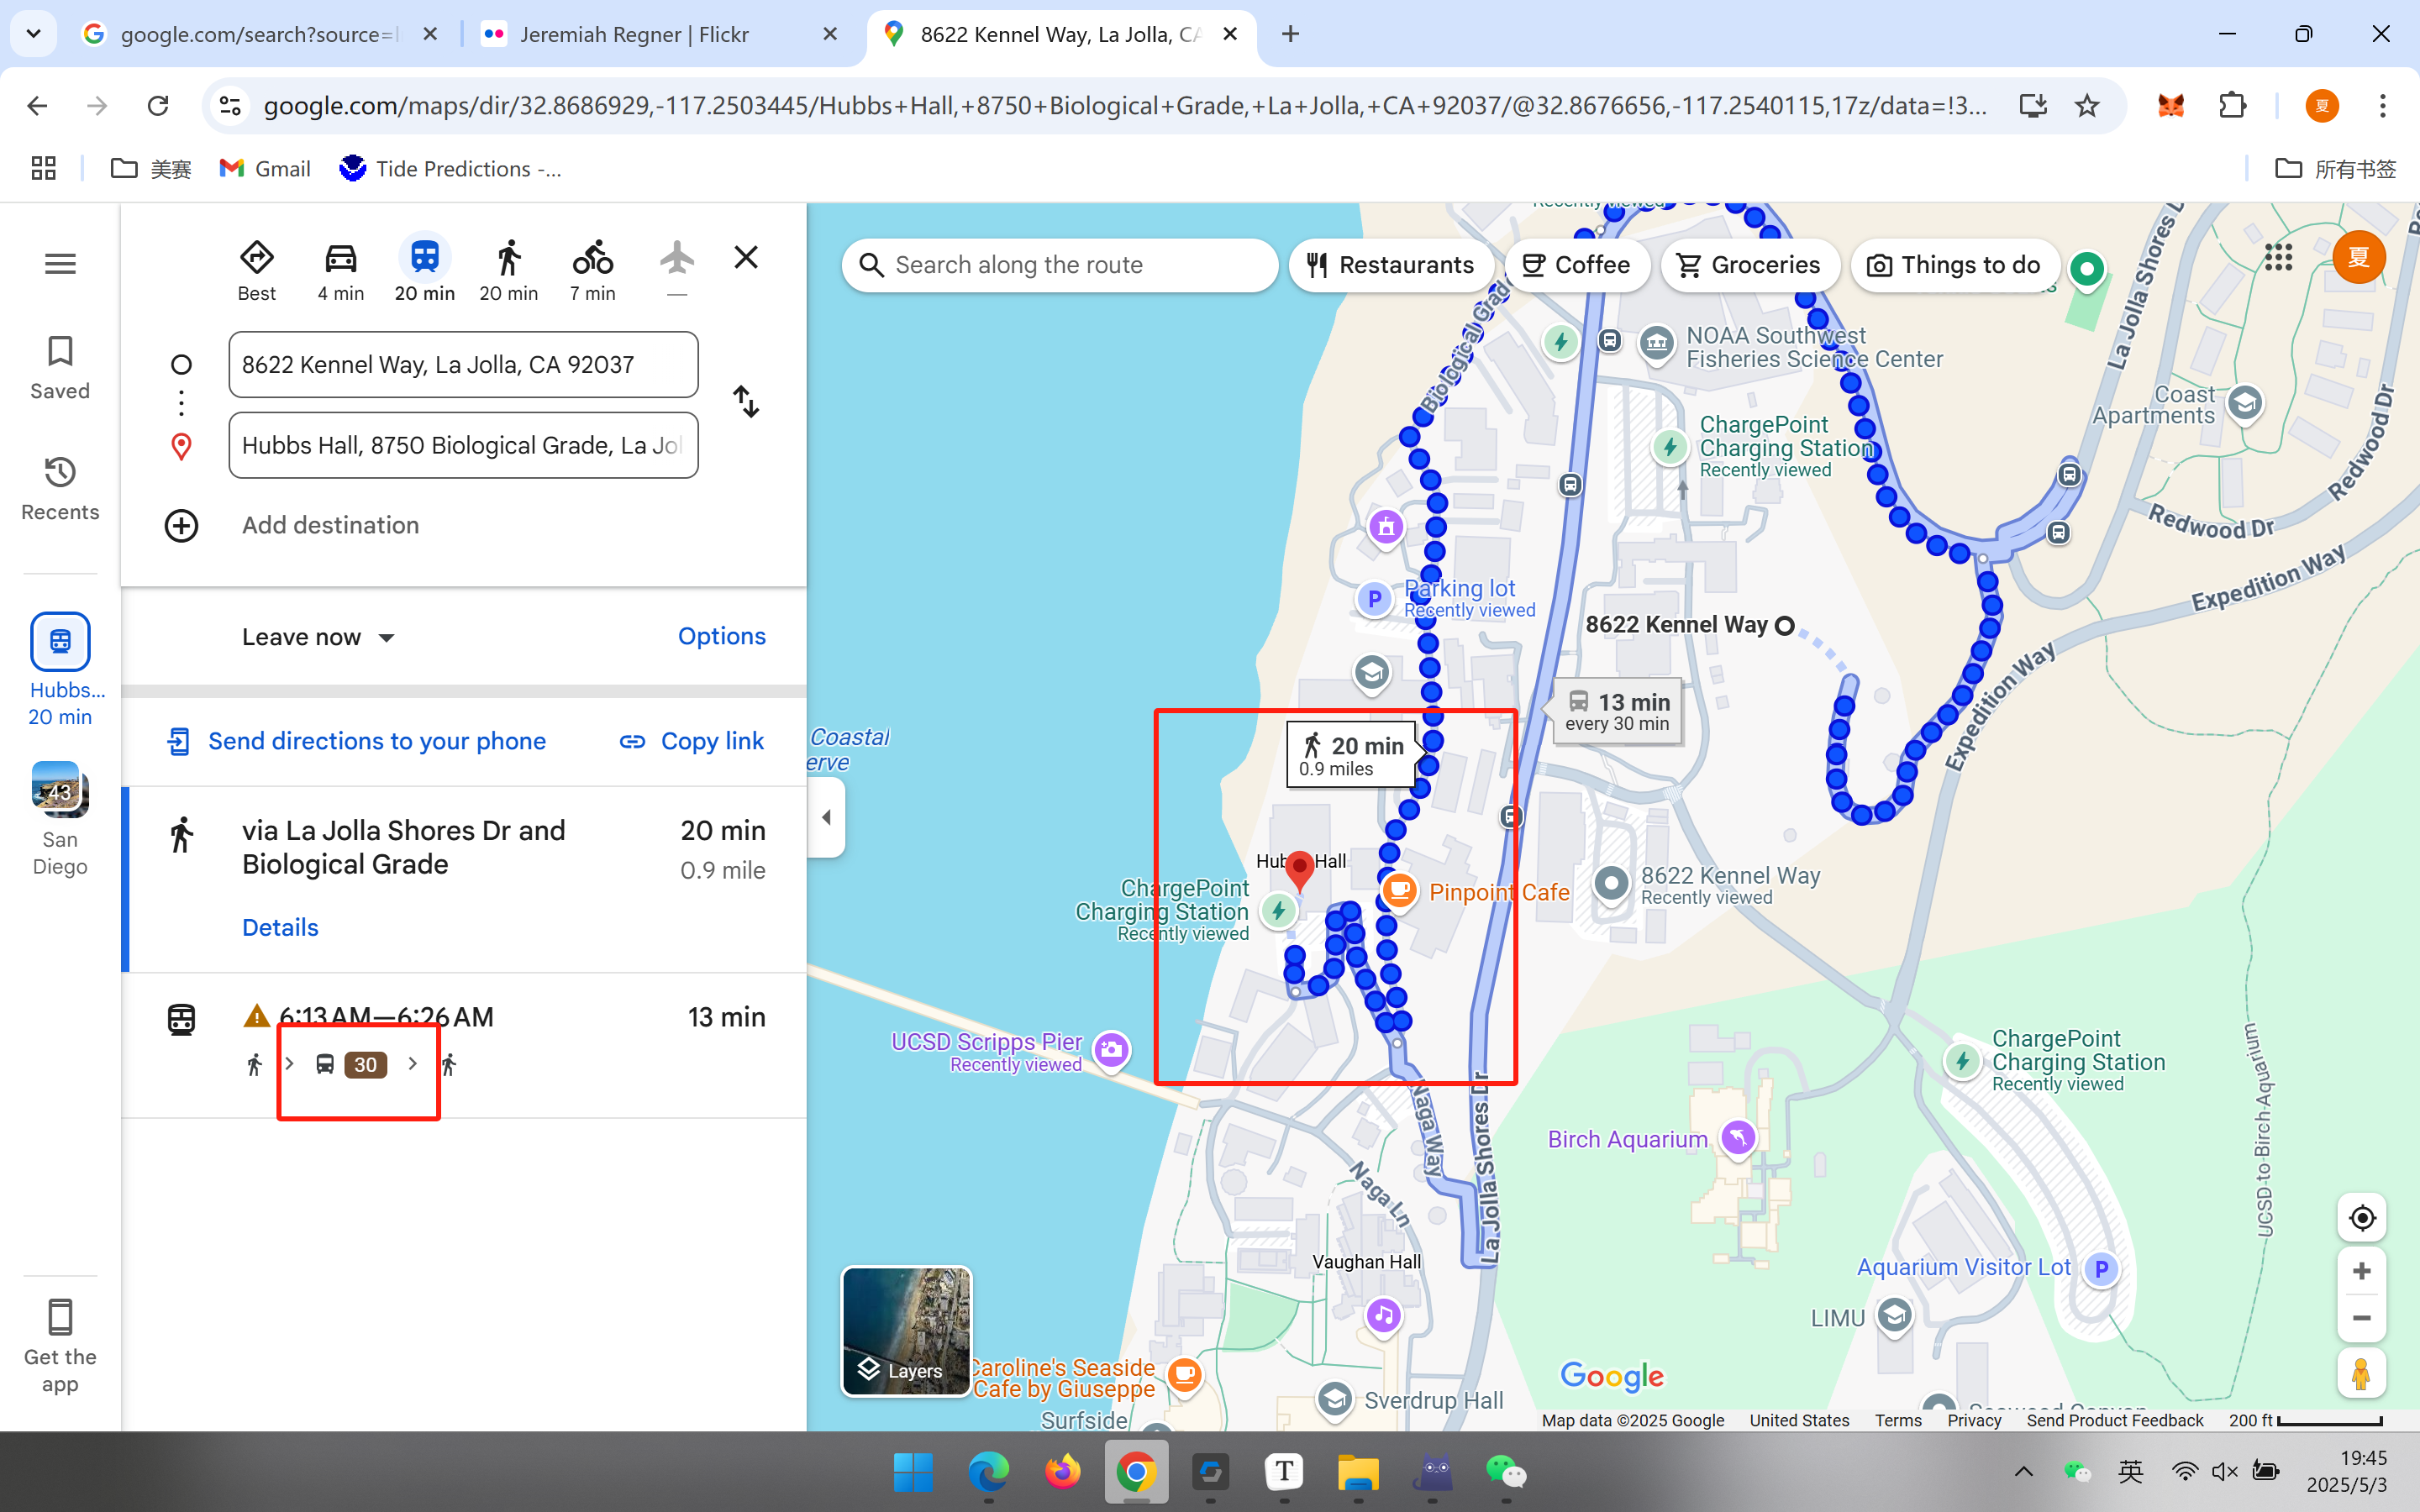 google.com/search?source=
Jeremiah Regner | Flickr
8622 Kennel Way, La Jolla, CA
google.com/maps/dir/32.8686929,-117.2503445/Hubbs+Hall,+8750+Biological+Grade,+La+Jolla,+CA+92037/@32.8676656,-117.2540115,17z/data=!3...
夏
美赛
Gmail
Tide Predictions -...
所有书签
Best
4 min
20 min
20 min
7 min
—
8622 Kennel Way, La Jolla, CA 92037
Hubbs Hall, 8750 Biological Grade, La Jol
Add destination
Leave now
Options
Send directions to your phone
Copy link
via La Jolla Shores Dr and
Biological Grade
20 min
0.9 mile
Details
6:13 AM—6:26 AM
13 min
30
Saved
Recents
Hubbs...
20 min
43
San
Diego
Get the
app
Search along the route
Restaurants
Coffee
Groceries
Things to do
夏
Recently viewed
NOAA Southwest
Fisheries Science Center
La Jolla Shores D
Coast
Apartments
Biological Grade
ChargePoint
Charging Station
Recently viewed
Redwood Dr
Redwood Dr
Expedition Way
P
Parking lot
Recently viewed
8622 Kennel Way
Expedition Way
13 min
every 30 min
Coastal
erve
20 min
0.9 miles
Hubbs Hall
ChargePoint
Charging Station
Recently viewed
Pinpoint Cafe
8622 Kennel Way
Recently viewed
UCSD Scripps Pier
Recently viewed
ChargePoint
Charging Station
Recently viewed
UCSD to Birch Aquarium
Naga Way
La Jolla Shores Dr
Birch Aquarium
Naga Ln
Vaughan Hall
Aquarium Visitor Lot
P
LIMU
Layers
Caroline's Seaside
Cafe by Giuseppe
Sverdrup Hall
Surfside
Google
Map data ©2025 Google
United States
Terms
Privacy
Send Product Feedback
200 ft
T
英
19:45
2025/5/3